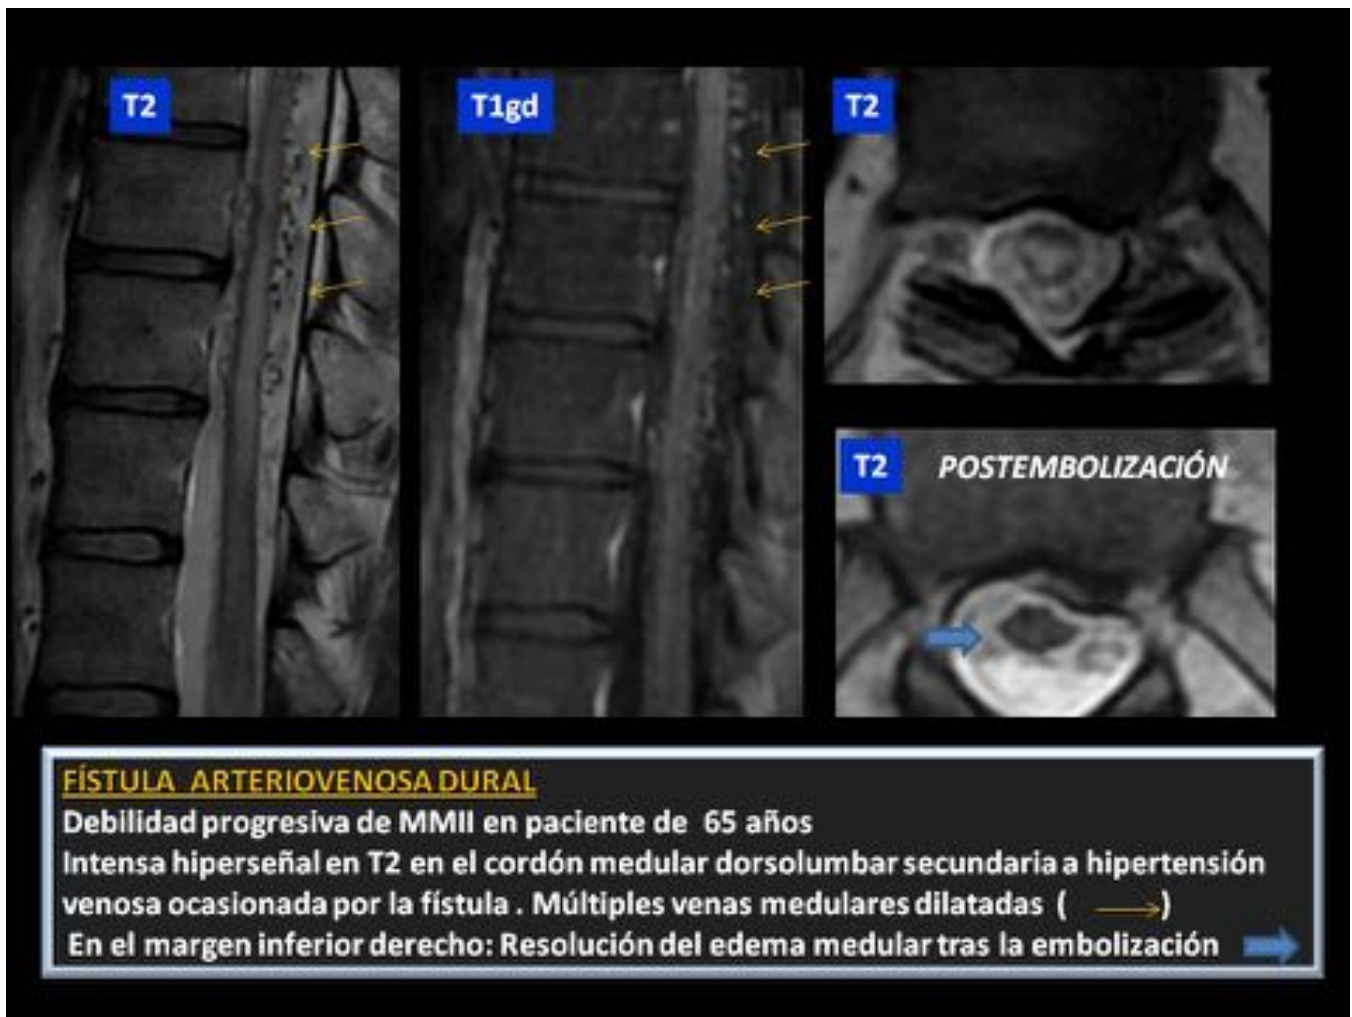 T2
T1gd
T2
T2
POSTEMBOLIZACIÓN
FÍSTULA ARTERIOVENOSA DURAL
Debilidad progresiva de MMII en paciente de 65 años
Intensa hiperseñal en T2 en el cordón medular dorsolumbar secundaria a hipertensión
venosa ocasionada por la fístula . Múltiples venas medulares dilatadas ( )
En el margen inferior derecho: Resolución del edema medular tras la embolización